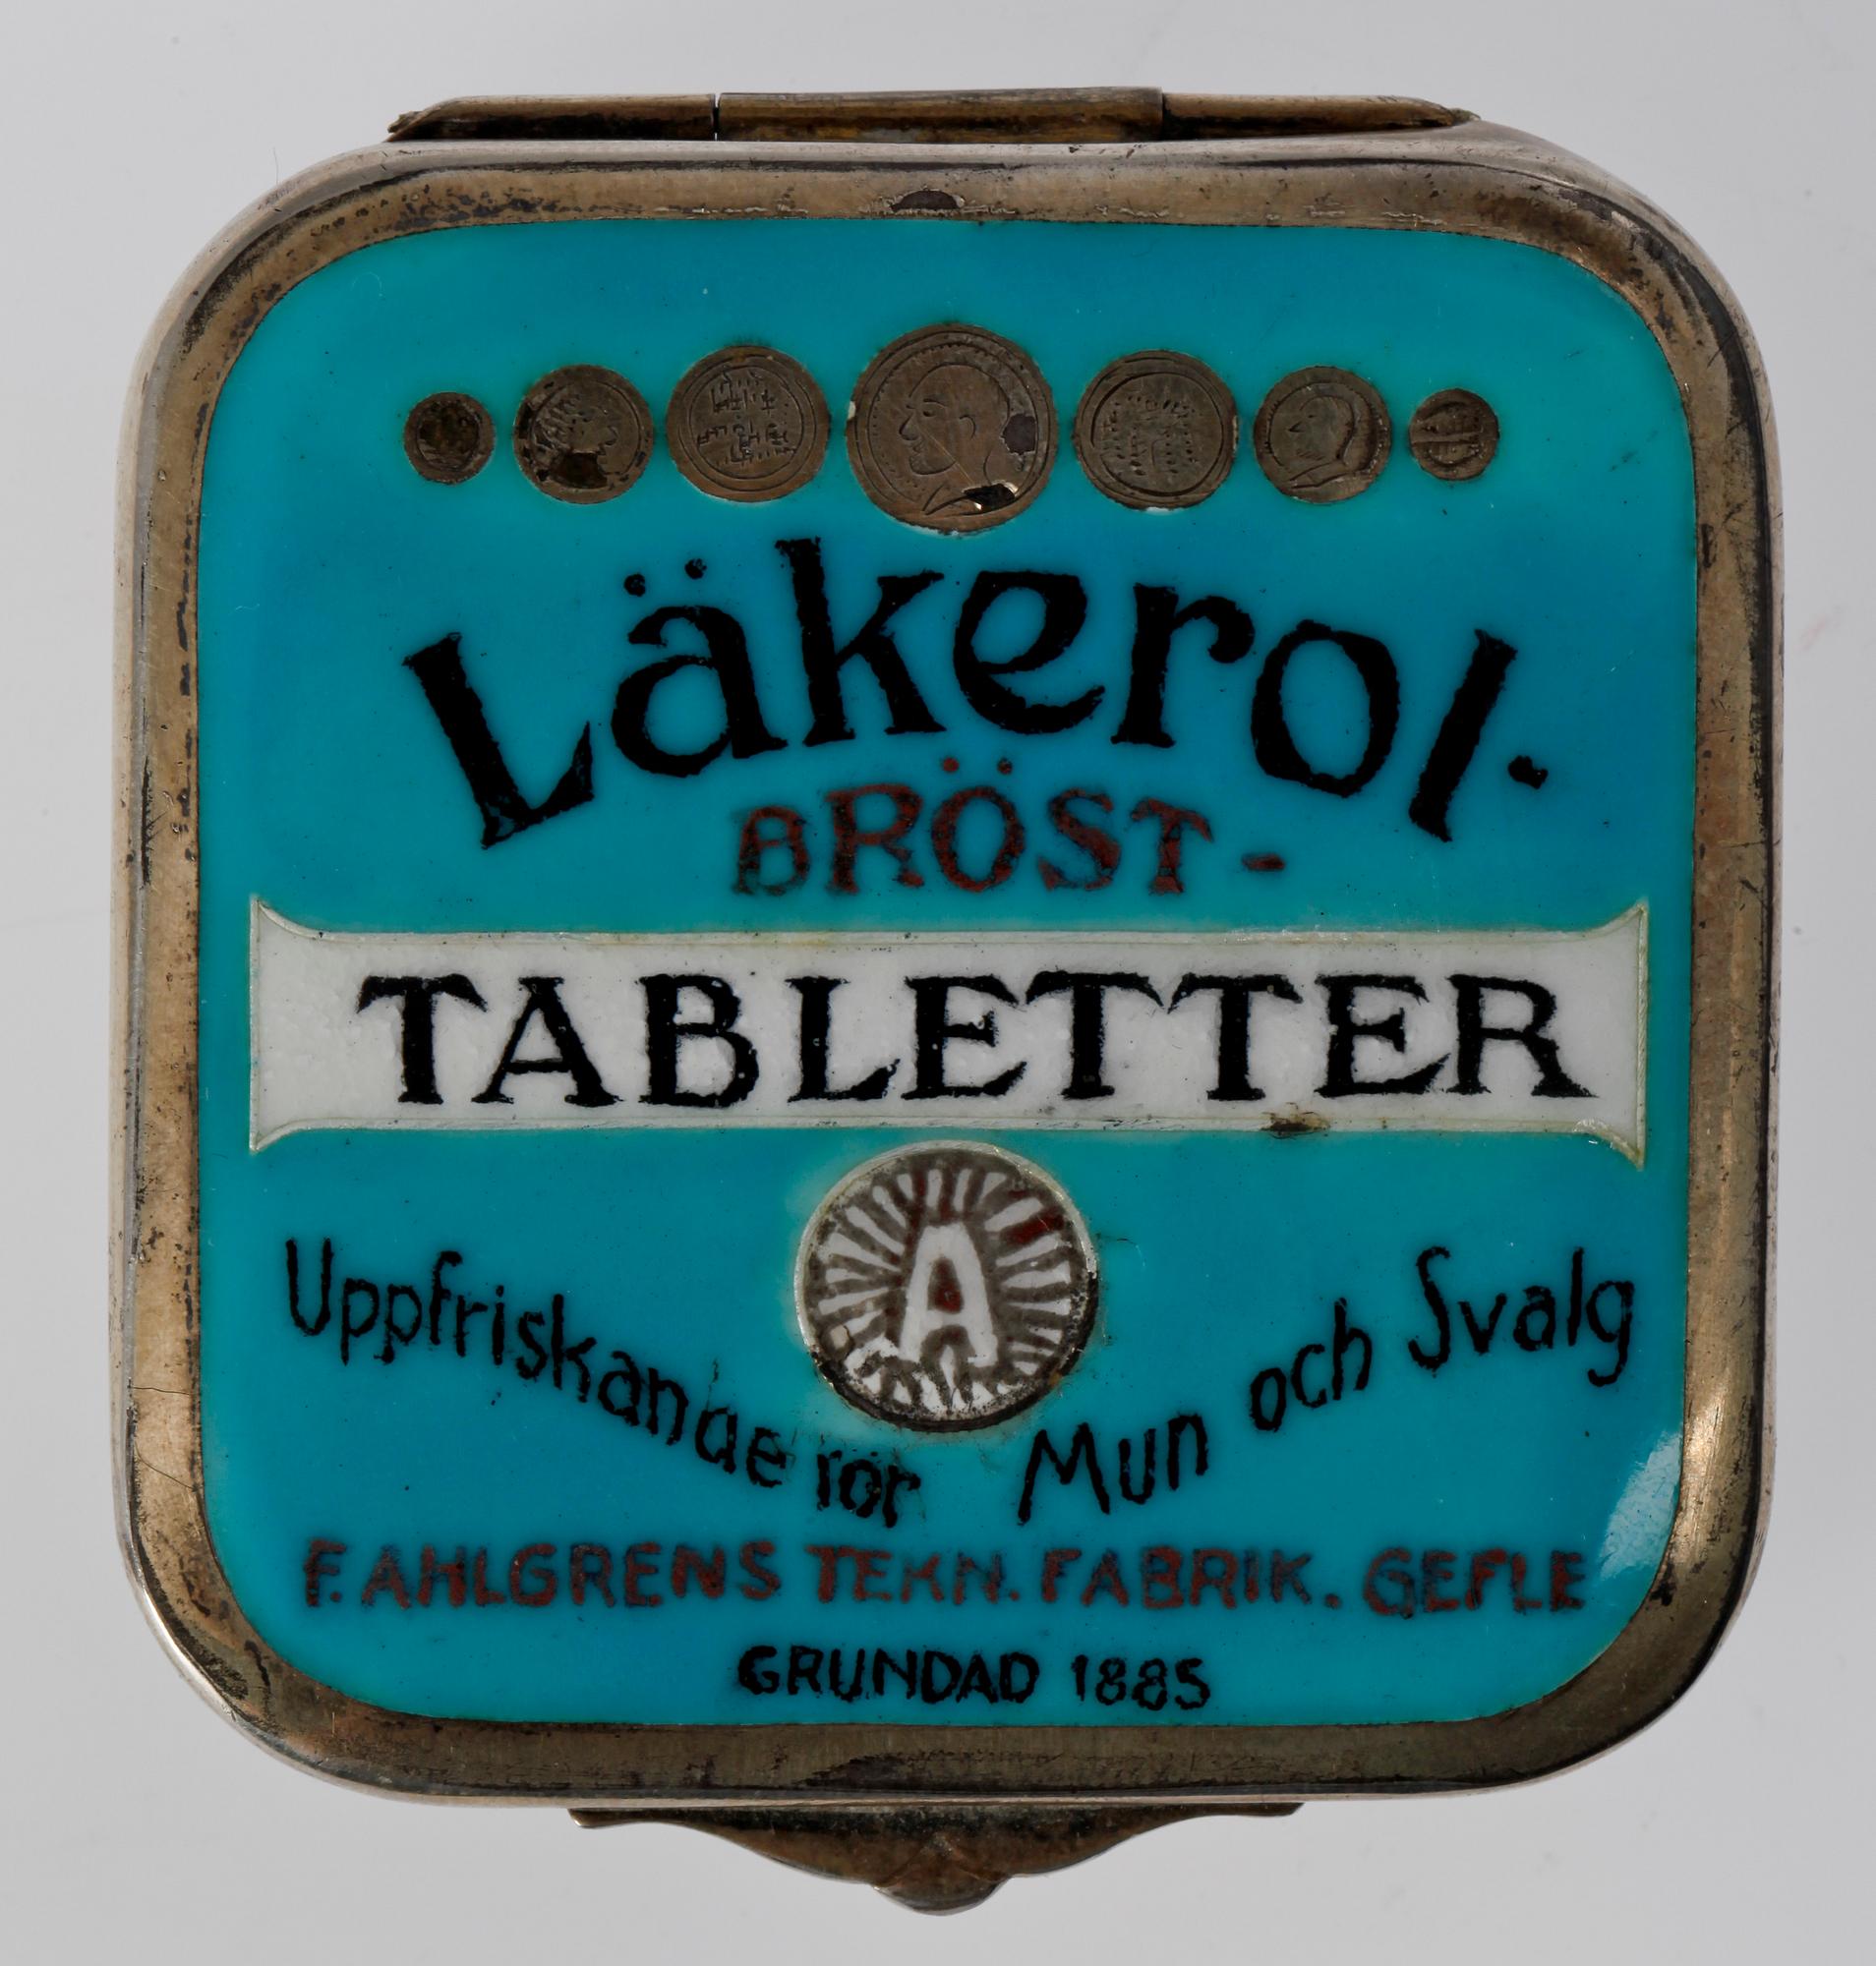 Läkerol-
BRÖST-
TABLETTER
A
Uppfriskande för Mun och Svalg
F. AHLGRENS TEKN. FABRIK. GEFLE
GRUNDAD 1885